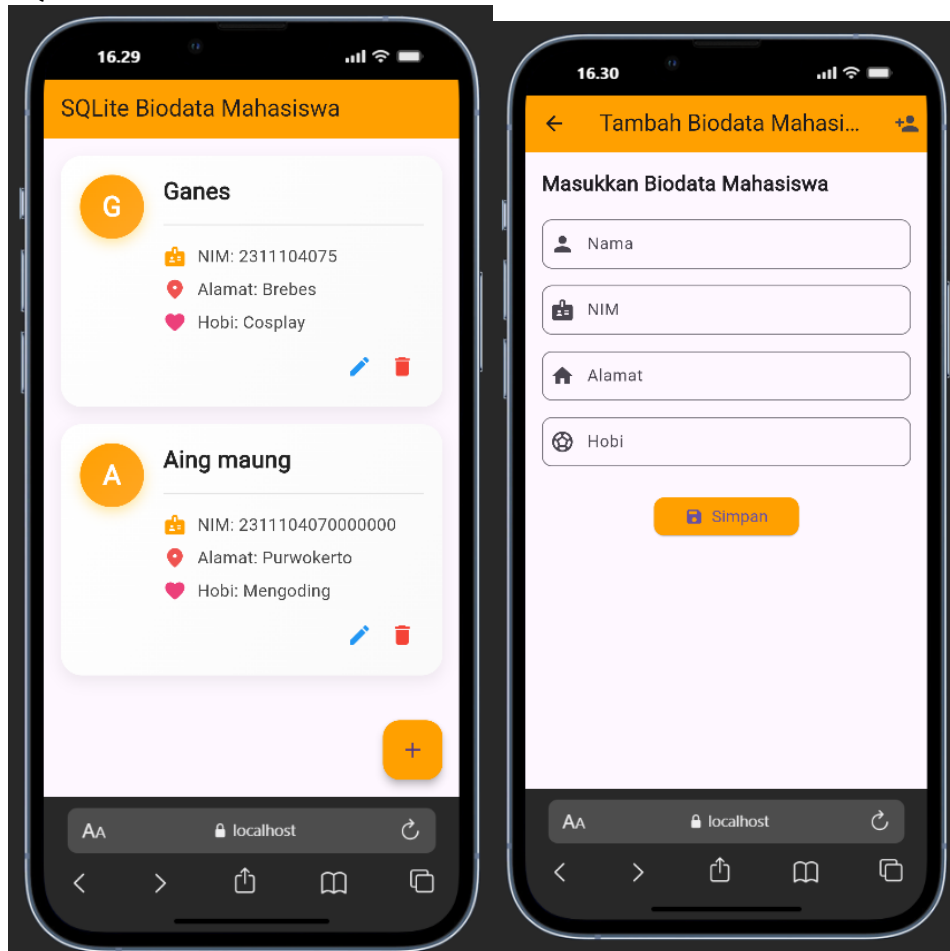 16.29
SQLite Biodata Mahasiswa
G
Ganes
NIM: 2311104075
Alamat: Brebes
Hobi: Cosplay
A
Aing maung
NIM: 2311104070000000
Alamat: Purwokerto
Hobi: Mengoding
+
AA
localhost
16.30
Tambah Biodata Mahasi...
Masukkan Biodata Mahasiswa
Nama
NIM
Alamat
Hobi
Simpan
AA
localhost